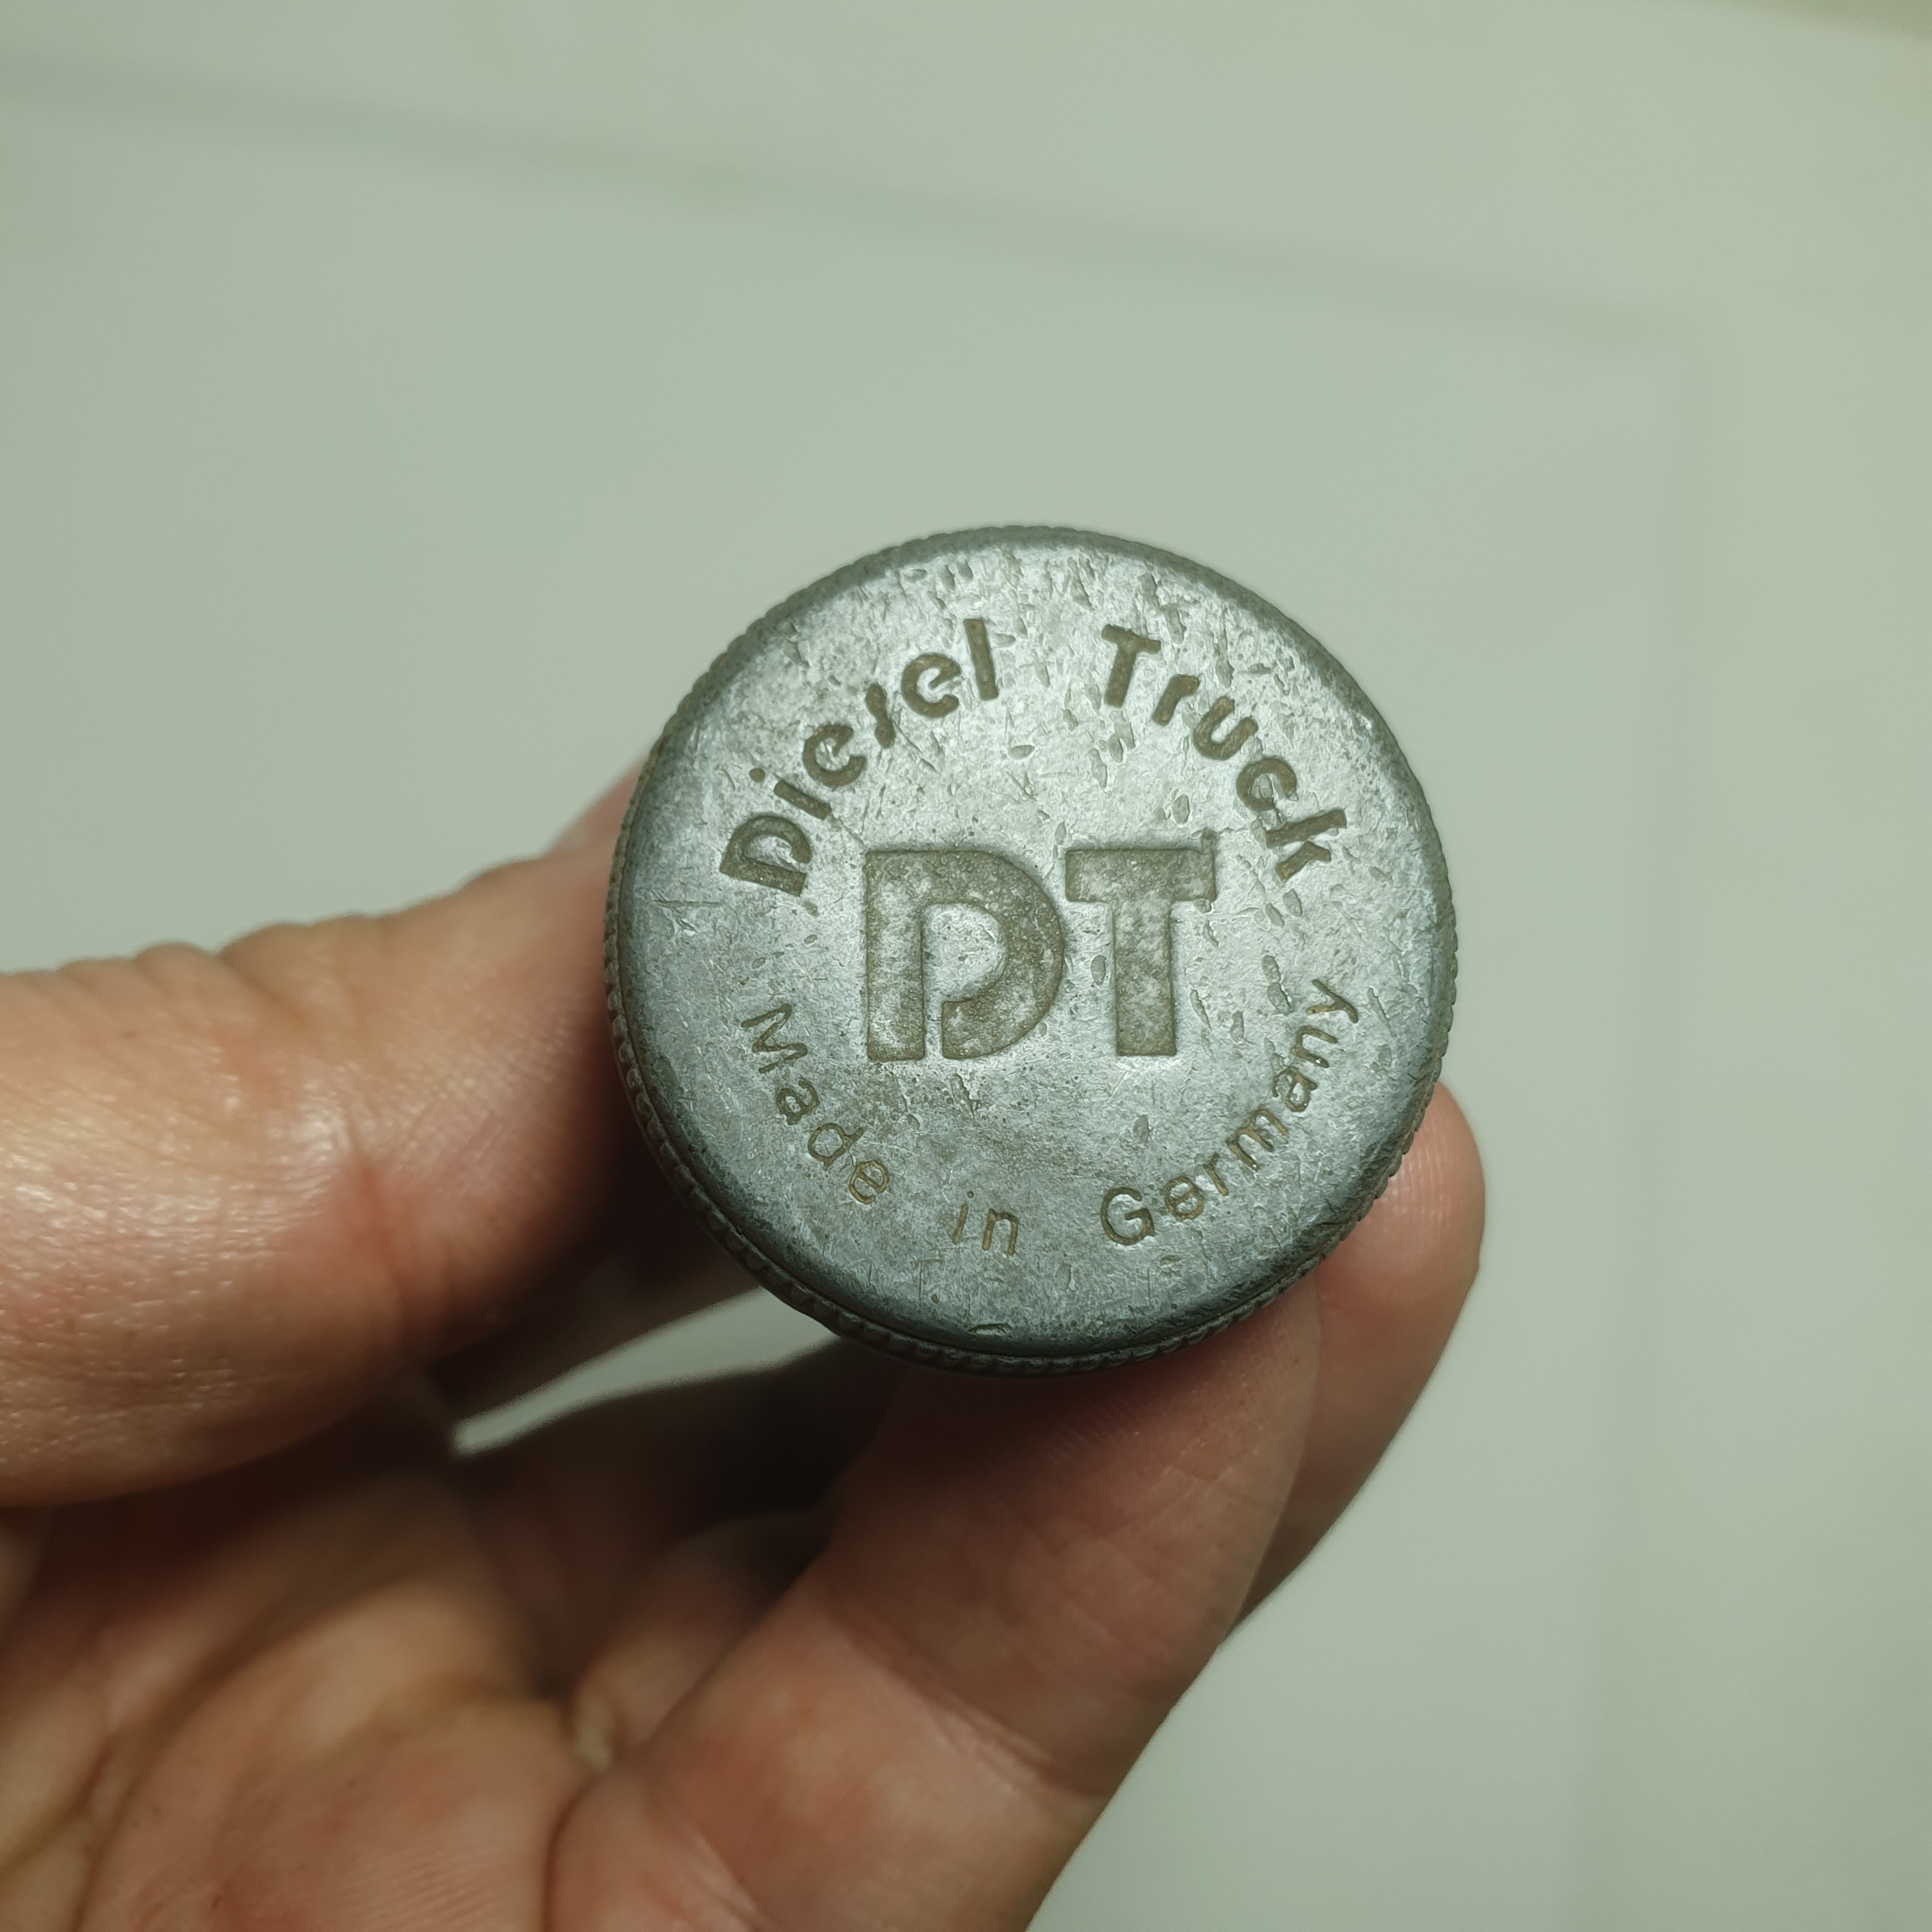 Diesel Truck
DT
Made in Germany